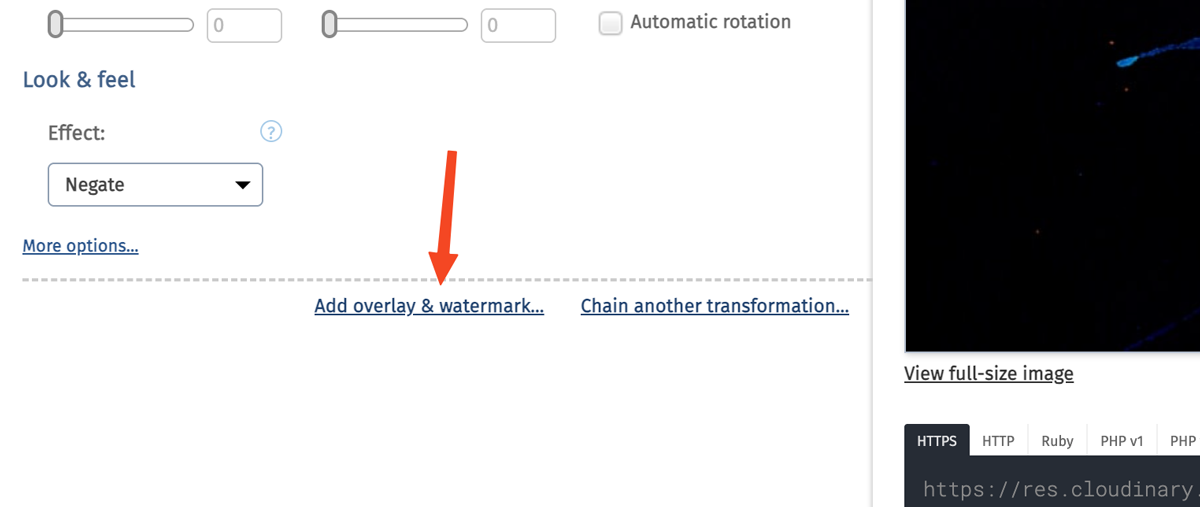 0
0
Automatic rotation
Look & feel
Effect:
?
Negate
More options...
Add overlay & watermark...
Chain another transformation...
View full-size image
HTTPS
HTTP
Ruby
PHP v1
PHP
https://res.cloudinary.